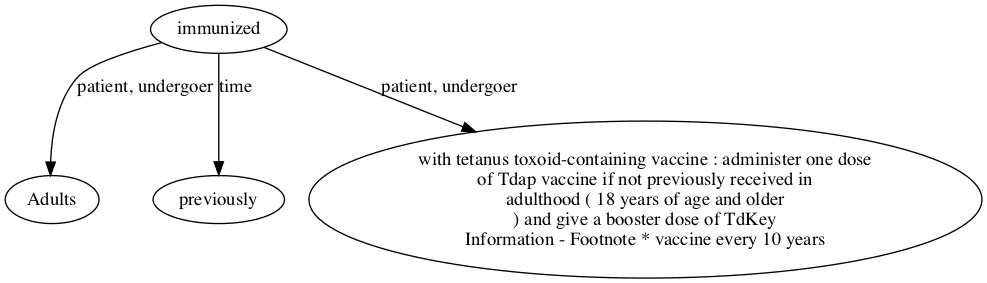 immunized
patient, undergoer
time
patient, undergoer
Adults
previously
with tetanus toxoid-containing vaccine : administer one dose
of Tdap vaccine if not previously received in
adulthood ( 18 years of age and older
) and give a booster dose of TdKey
Information - Footnote * vaccine every 10 years